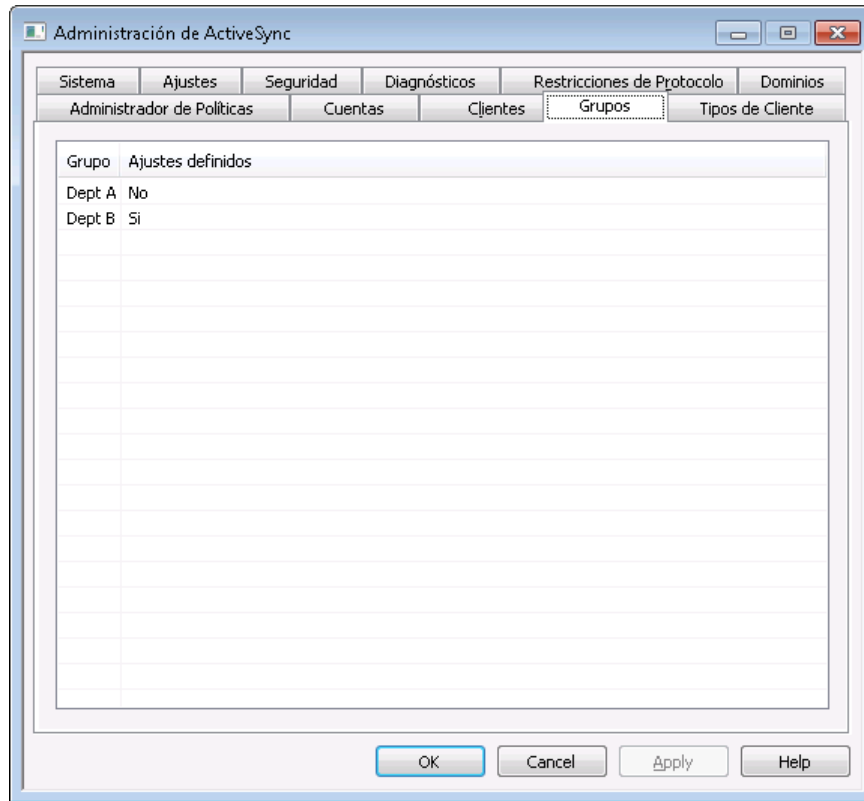 Administración de ActiveSync
Sistema Ajustes Seguridad Diagnósticos Restricciones de Protocolo Dominios
Administrador de Políticas Cuentas Clientes Grupos Tipos de Cliente
Grupo Ajustes definidos
Dept A No
Dept B Si
OK Cancel Apply Help